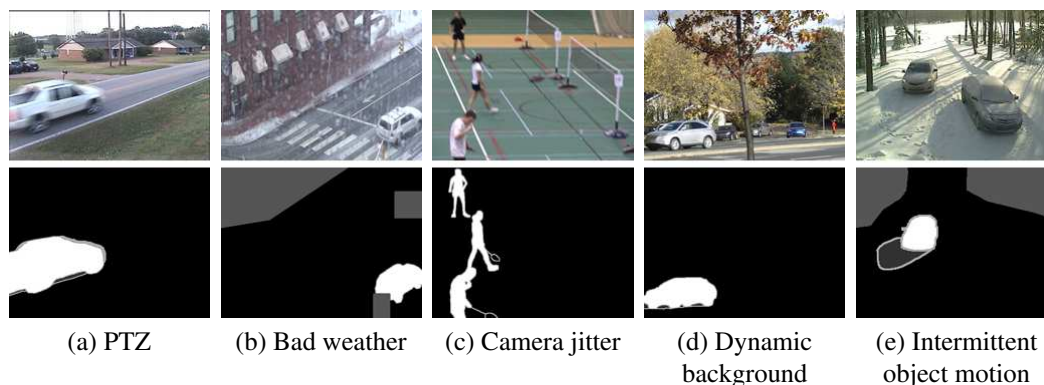 (a) PTZ
(b) Bad weather
(c) Camera jitter
(d) Dynamic
background
(e) Intermittent
object motion